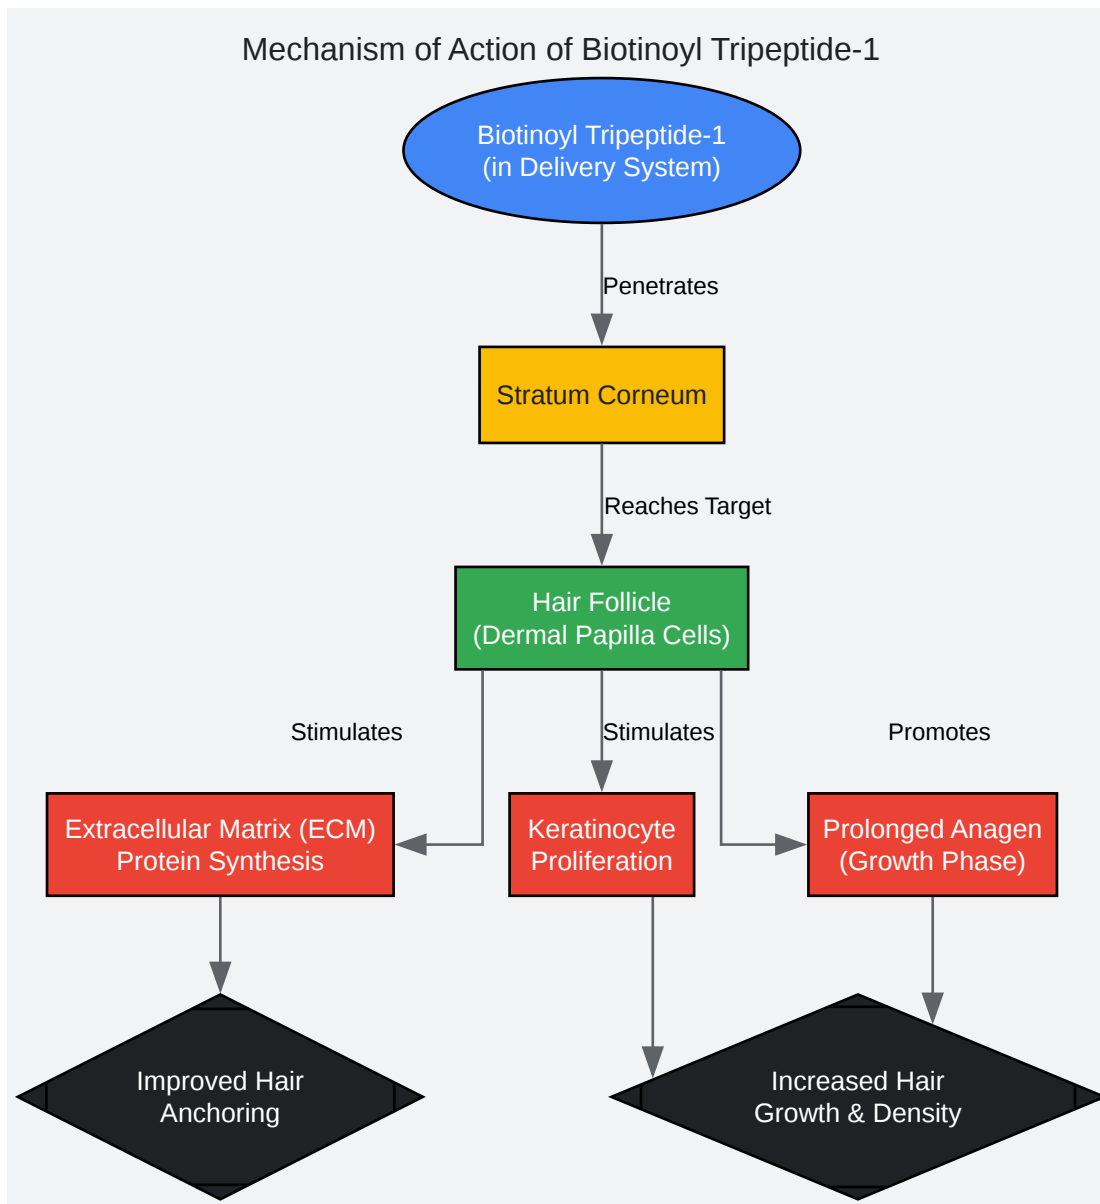 Mechanism of Action of Biotinoyl Tripeptide-1
Biotinoyl Tripeptide-1
(in Delivery System)
Penetrates
Stratum Corneum
Reaches Target
Hair Follicle
(Dermal Papilla Cells)
Stimulates
Stimulates
Promotes
Extracellular Matrix (ECM)
Protein Synthesis
Keratinocyte
Proliferation
Prolonged Anagen
(Growth Phase)
Improved Hair
Anchoring
Increased Hair
Growth & Density